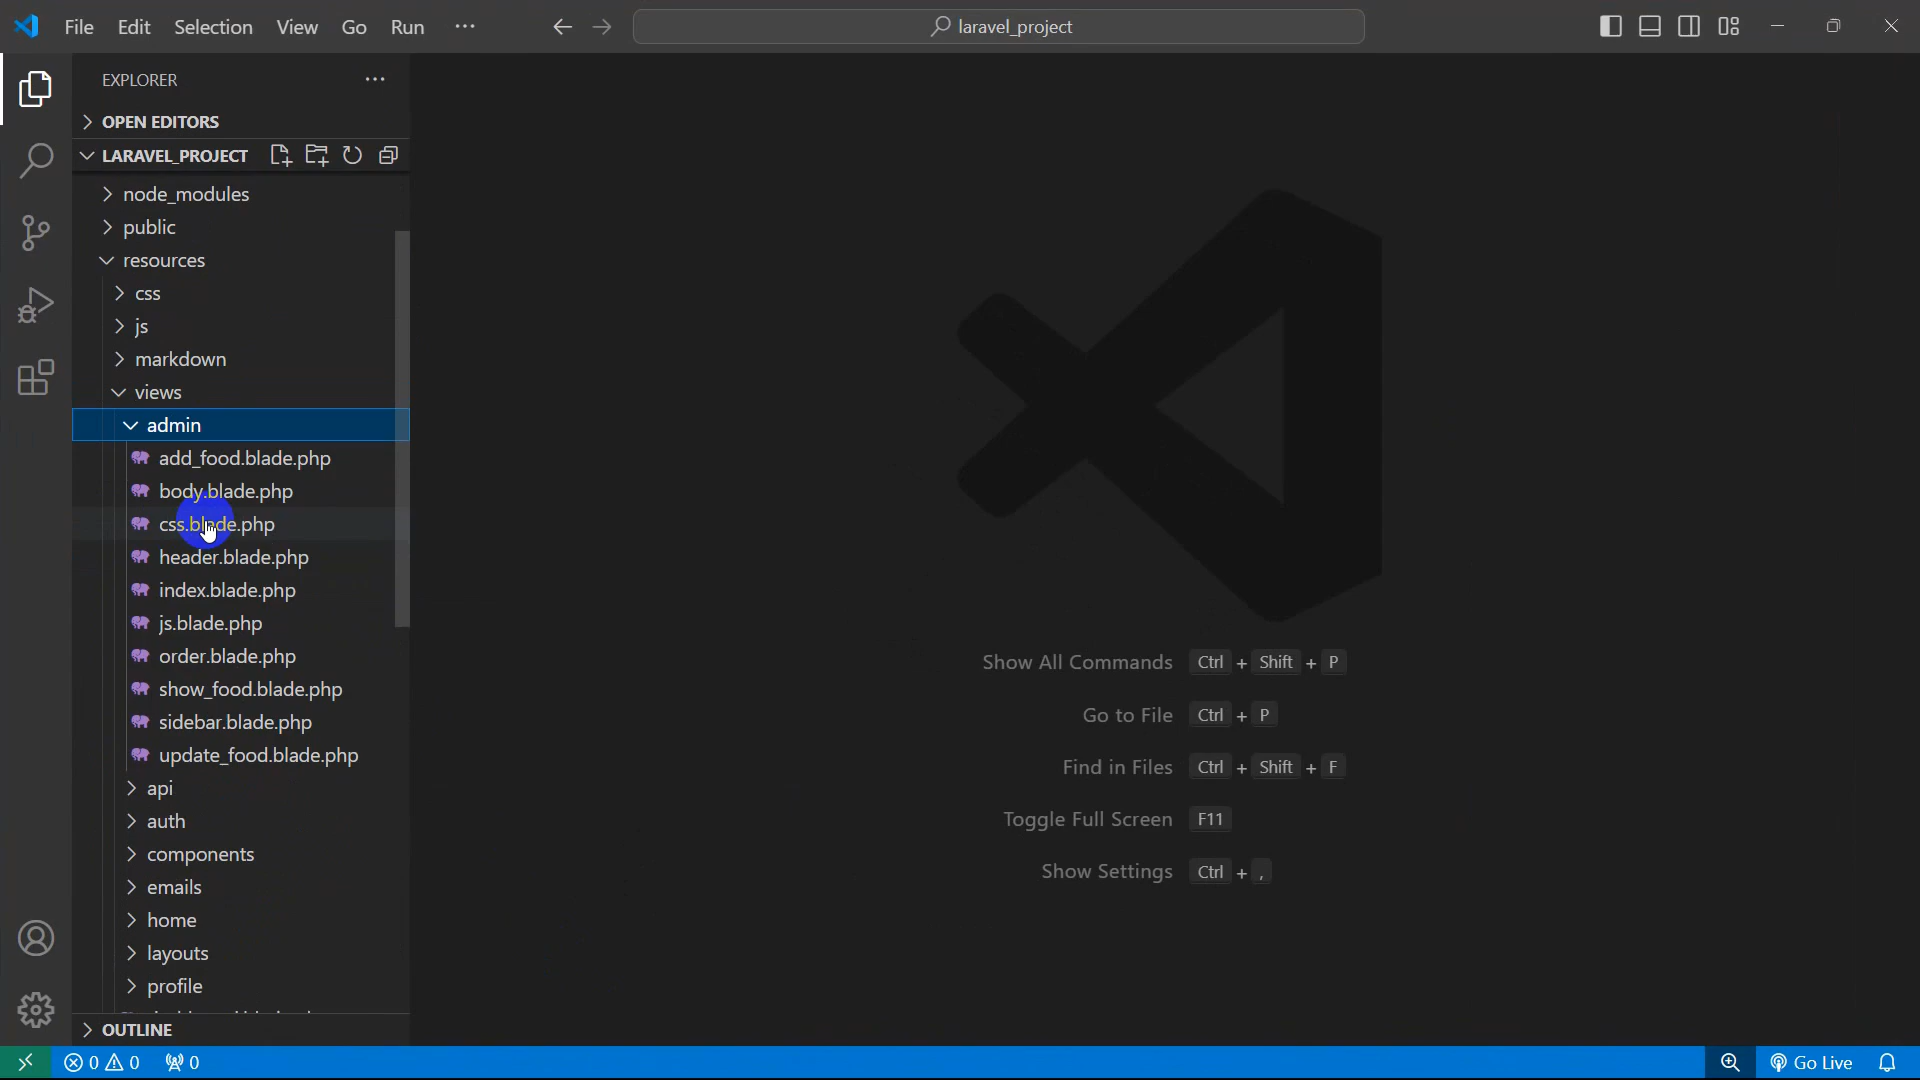 File Edit Selection View Go Run ···
laravel_project
EXPLORER
OPEN EDITORS
LARAVEL_PROJECT
node_modules
public
resources
css
js
markdown
views
admin
add_food.blade.php
body.blade.php
css.blade.php
header.blade.php
index.blade.php
js.blade.php
order.blade.php
show_food.blade.php
sidebar.blade.php
update_food.blade.php
api
auth
components
emails
home
layouts
profile
OUTLINE
Show All Commands Ctrl + Shift + P
Go to File Ctrl + P
Find in Files Ctrl + Shift + F
Toggle Full Screen F11
Show Settings Ctrl + ,
0 0 0 Go Live